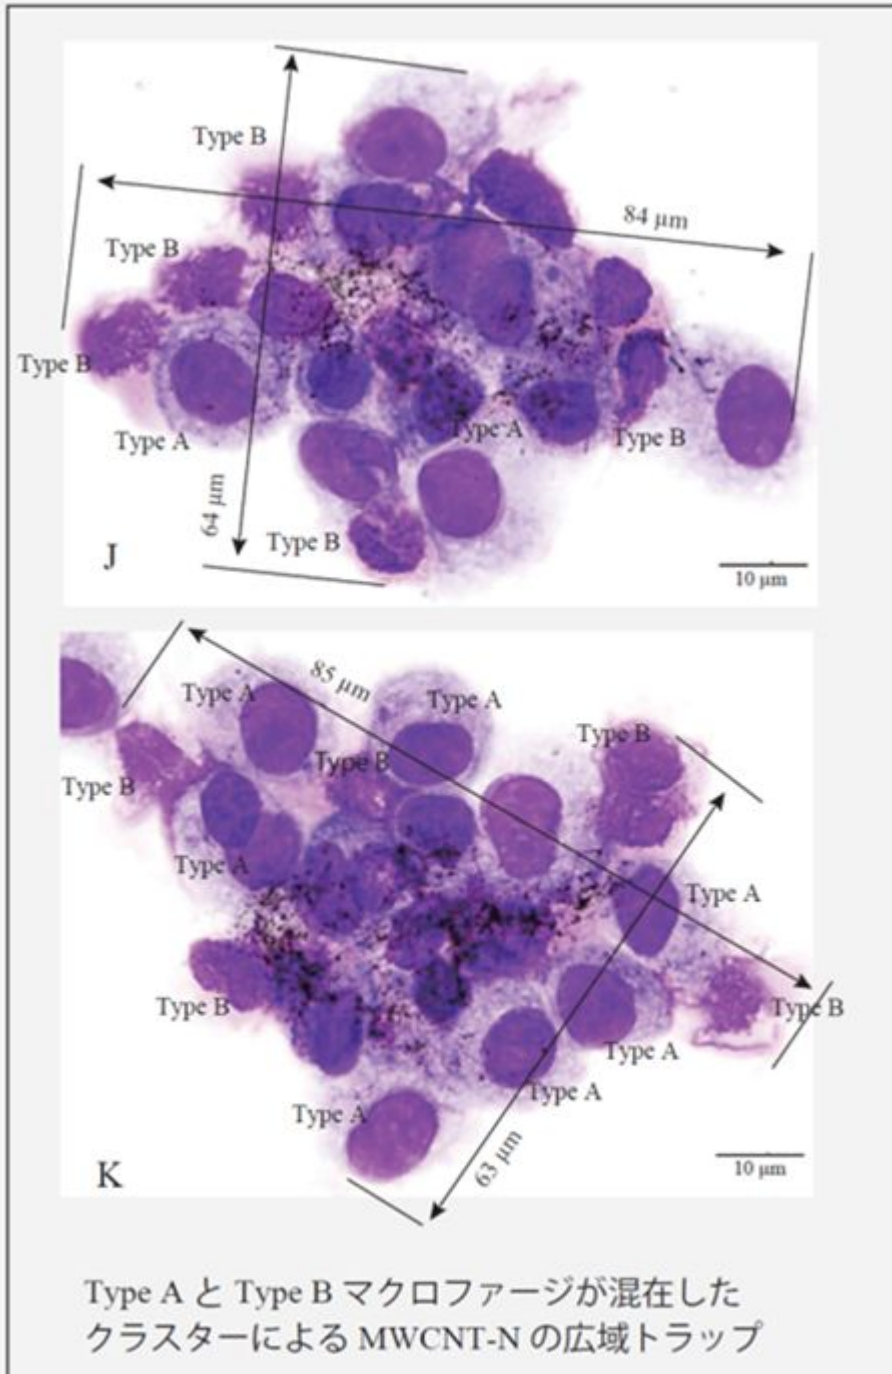 Type B
84 µm
Type B
Type B
Type A
Type A
Type B
64 µm
Type B
J
10 µm
85 µm
Type A
Type A
Type B
Type B
Type B
Type A
Type A
Type B
Type B
Type A
Type A
Type A
63 µm
K
10 µm
Type A と Type B マクロファージが混在した
クラスターによる MWCNT-N の広域トラップ